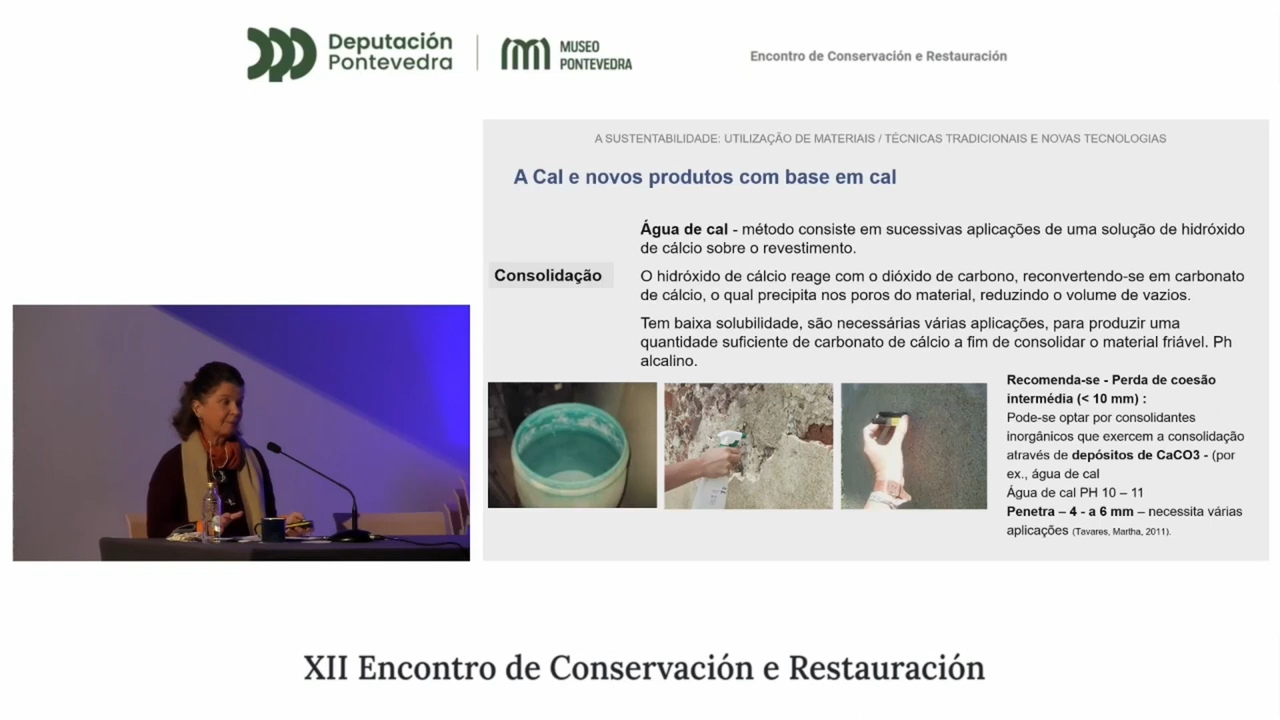 Deputación
Pontevedra
MUSEO
PONTEVEDRA
Encontro de Conservación e Restauración
A SUSTENTABILIDADE: UTILIZAÇÃO DE MATERIAIS / TÉCNICAS TRADICIONAIS E NOVAS TECNOLOGIAS
A Cal e novos produtos com base em cal
Água de cal - método consiste em sucessivas aplicações de uma solução de hidróxido
de cálcio sobre o revestimento.
Consolidação
O hidróxido de cálcio reage com o dióxido de carbono, reconvertendo-se em carbonato
de cálcio, o qual precipita nos poros do material, reduzindo o volume de vazios.
Tem baixa solubilidade, são necessárias várias aplicações, para produzir uma
quantidade suficiente de carbonato de cálcio a fim de consolidar o material friável. Ph
alcalino.
Recomenda-se - Perda de coesão
intermédia (< 10 mm) :
Pode-se optar por consolidantes
inorgânicos que exercem a consolidação
através de depósitos de CaCO3 - (por
ex., água de cal
Água de cal PH 10 – 11
Penetra – 4 - a 6 mm – necessita várias
aplicações (Tavares, Martha, 2011).
XII Encontro de Conservación e Restauración